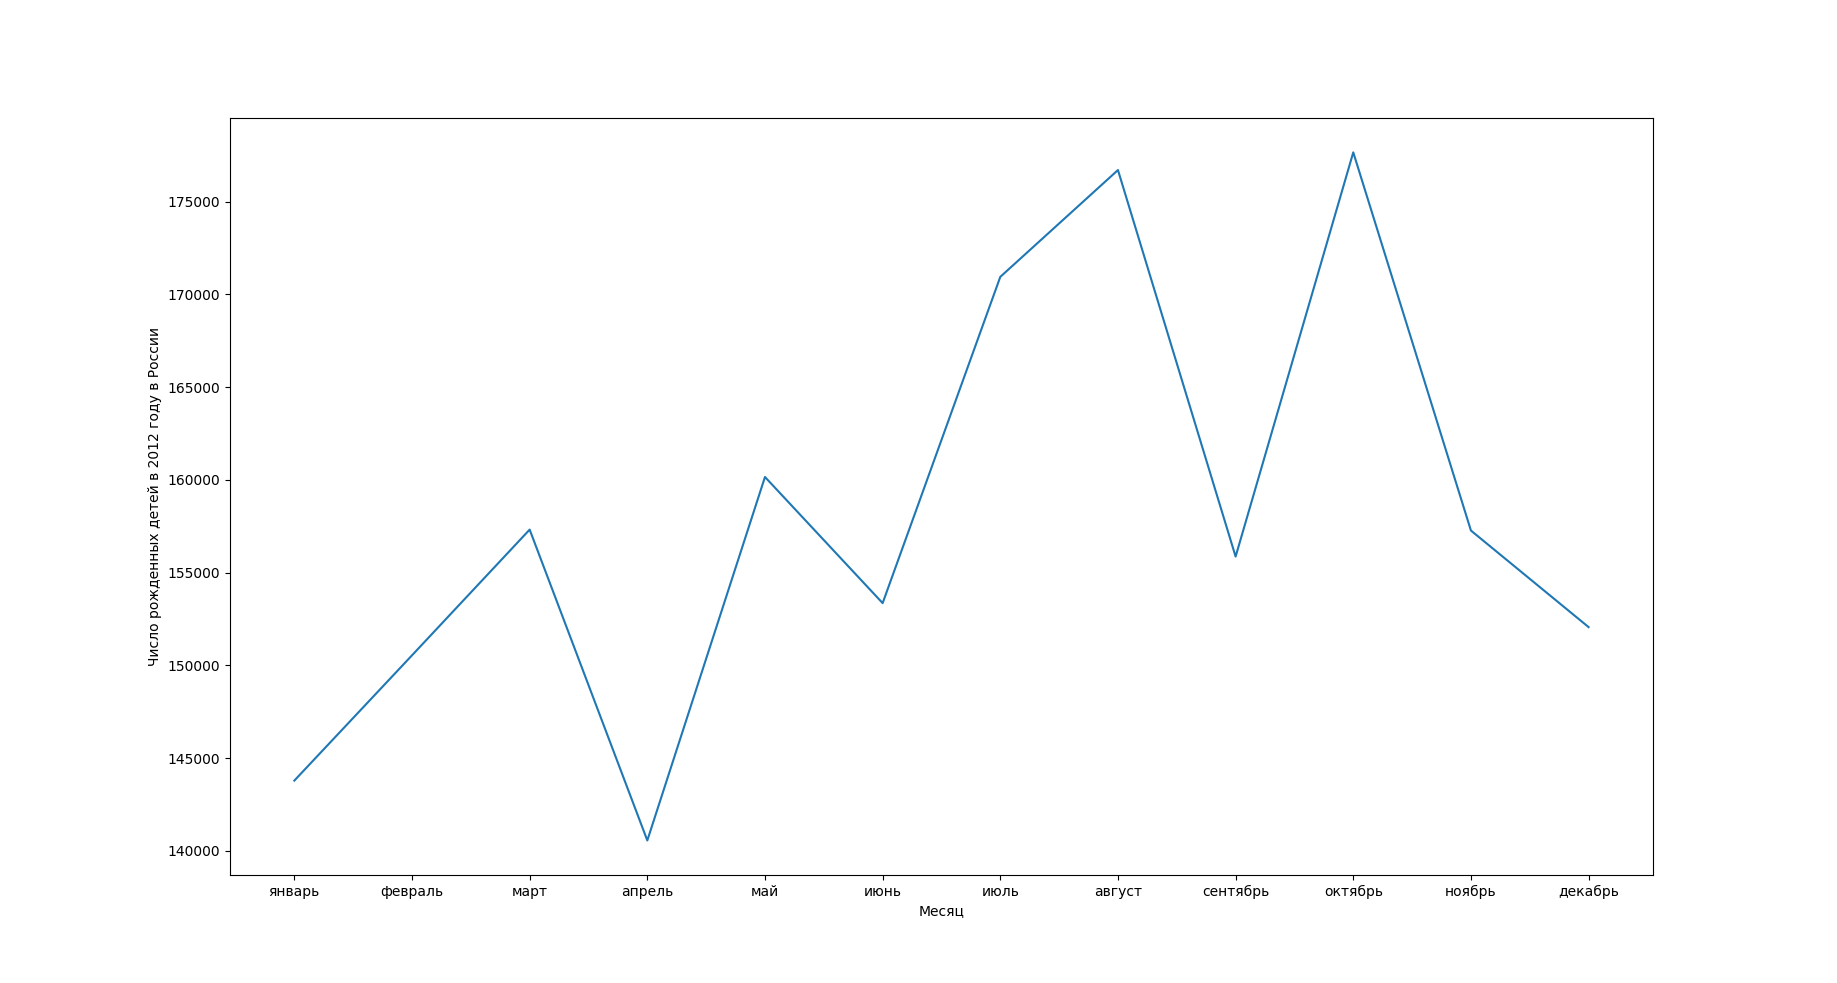 Число рожденных детей в 2012 году в России
175000
170000
165000
160000
155000
150000
145000
140000
январь февраль март апрель май июнь июль август сентябрь октябрь ноябрь декабрь
Месяц